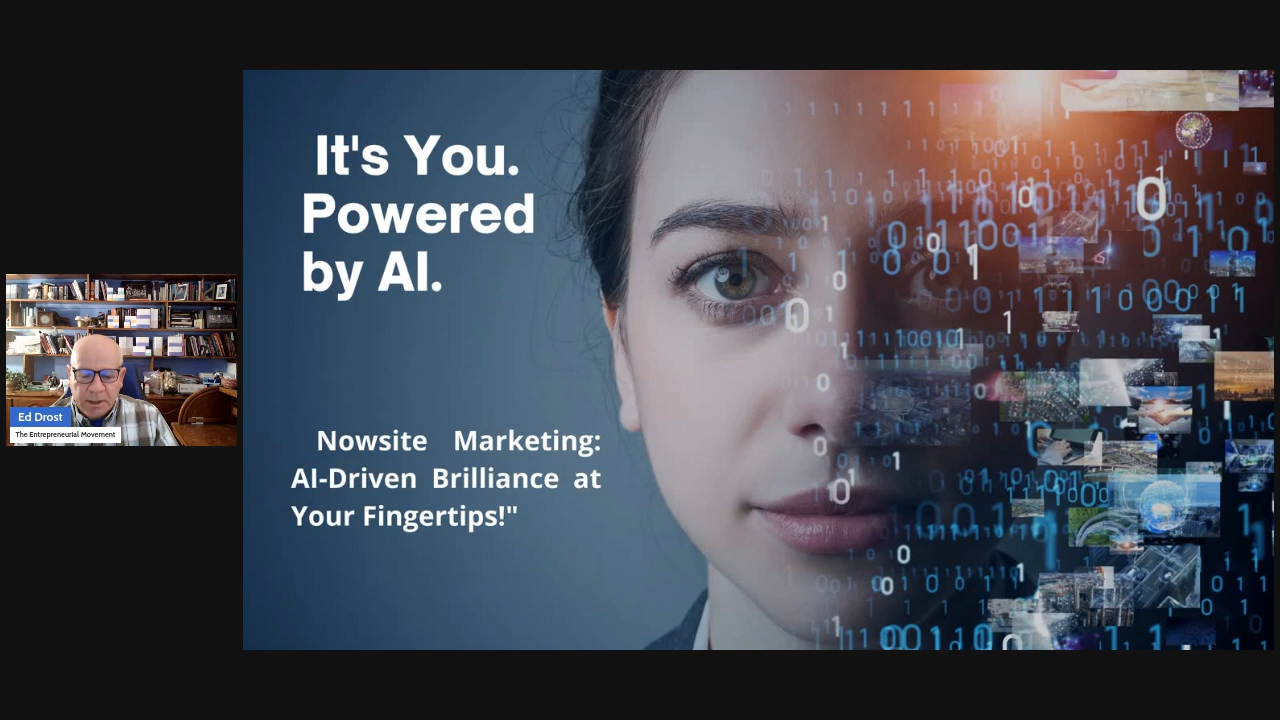 It's You.
Powered
by AI.
Nowsite Marketing:
AI-Driven Brilliance at
Your Fingertips!"
Ed Drost
The Entrepreneurial Movement